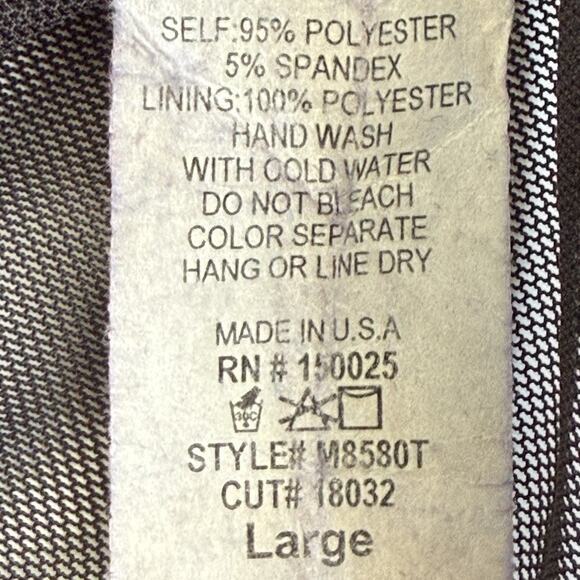 SELF:95% POLYESTER
5% SPANDEX
LINING:100% POLYESTER
HAND WASH
WITH COLD WATER
DO NOT BLEACH
COLOR SEPARATE
HANG OR LINE DRY
MADE IN U.S.A
RN # 150025
30C
STYLE# M8580T
CUT# 18032
Large